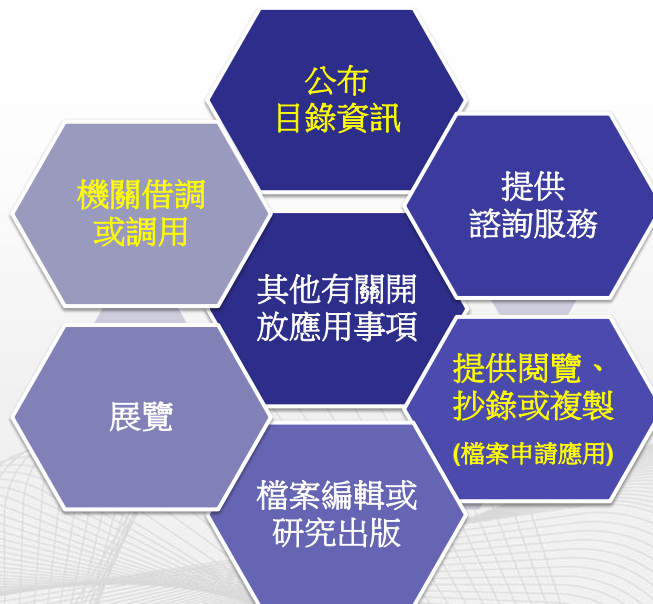 公布
目錄資訊
提供
諮詢服務
提供閱覽、
抄錄或複製
(檔案申請應用)
檔案編輯或
研究出版
展覽
機關借調
或調用
其他有關開
放應用事項